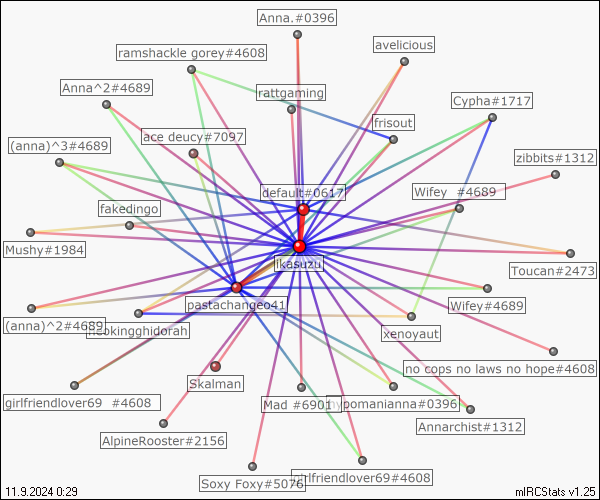 Anna.#0396
avelicious
ramshackle gorey#4608
Anna^2#4689
rattgaming
Cypha#1717
frisout
ace deucy#7097
(anna)^3#4689
zibbits#1312
default#0617
Wifey  #4689
fakedingo
Mushy#1984
ikasuzu
Toucan#2473
pastachangeo41
Wifey#4689
(anna)^2#4689
xenoyaut
no cops no laws no hope#4608
Skalman
girlfriendlover69  #4608
Mad #6901
ypomanianna#0396
Annarchist#1312
AlpineRooster#2156
Soxy Foxy#5076
girlfriendlover69#4608
11.9.2024 0:29
mIRCStats v1.25